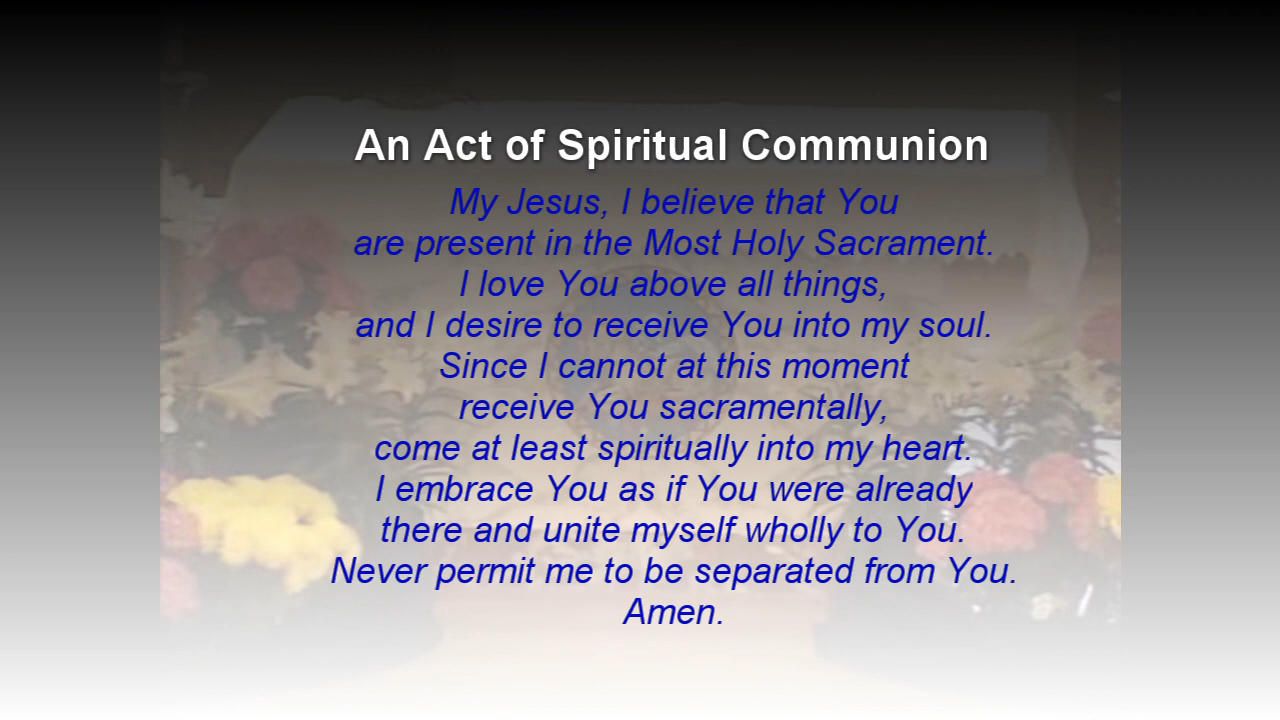 An Act of Spiritual Communion
My Jesus, I believe that You
are present in the Most Holy Sacrament.
I love You above all things,
and I desire to receive You into my soul.
Since I cannot at this moment
receive You sacramentally,
come at least spiritually into my heart.
I embrace You as if You were already
there and unite myself wholly to You.
Never permit me to be separated from You.
Amen.